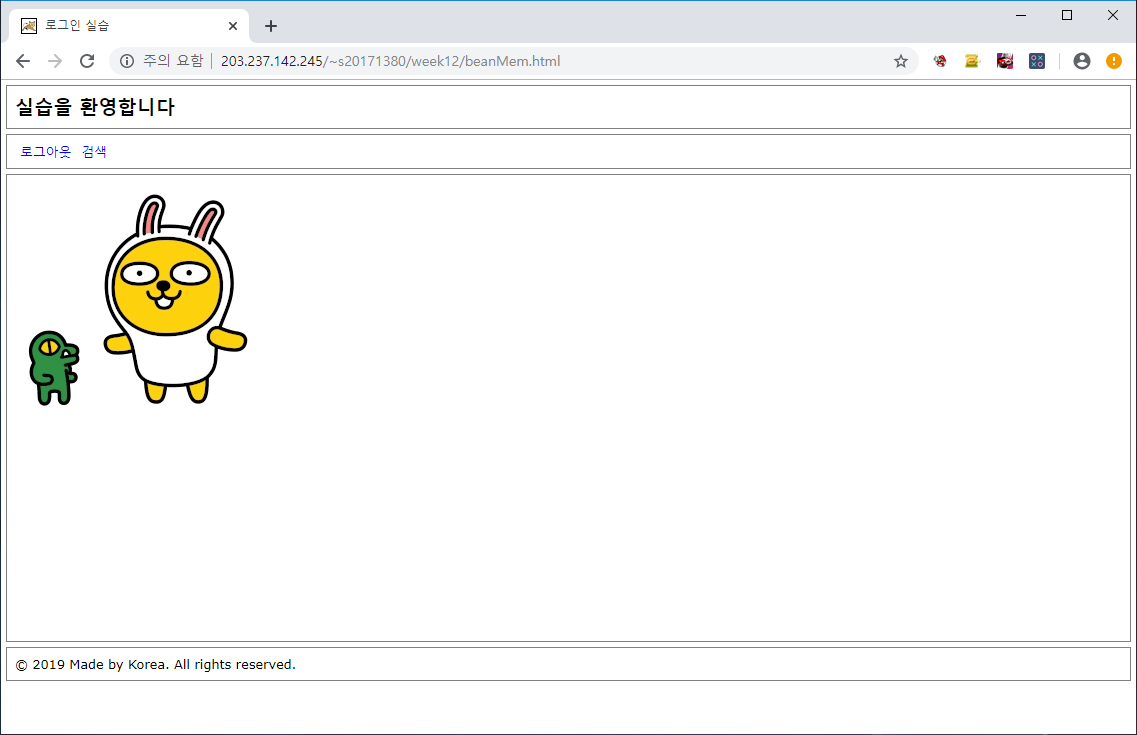 로그인 실습
주의 요함 203.237.142.245/~s20171380/week12/beanMem.html
실습을 환영합니다
로그아웃 검색
© 2019 Made by Korea. All rights reserved.